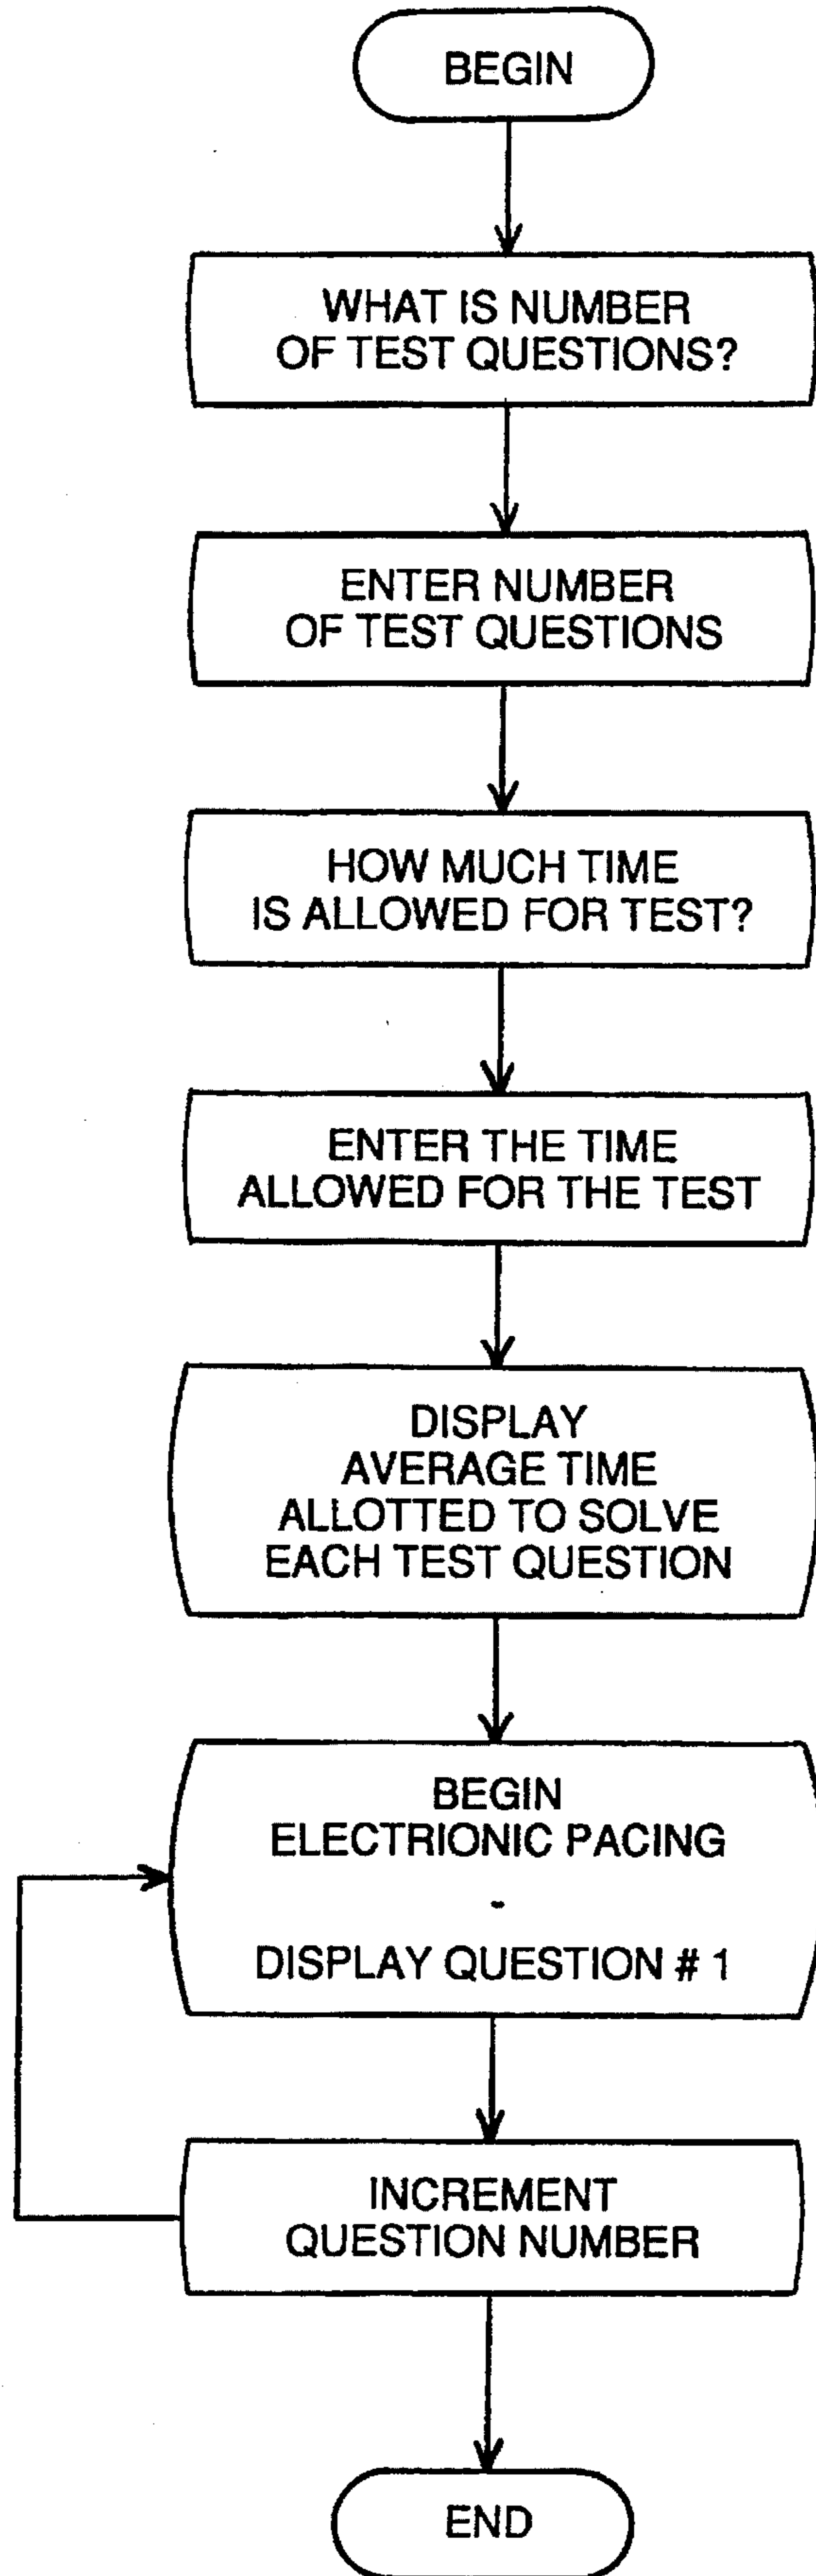 BEGIN
WHAT IS NUMBER
OF TEST QUESTIONS?
ENTER NUMBER
OF TEST QUESTIONS
HOW MUCH TIME
IS ALLOWED FOR TEST?
ENTER THE TIME
ALLOWED FOR THE TEST
DISPLAY
AVERAGE TIME
ALLOTTED TO SOLVE
EACH TEST QUESTION
BEGIN
ELECTRIONIC PACING
-
DISPLAY QUESTION # 1
INCREMENT
QUESTION NUMBER
END